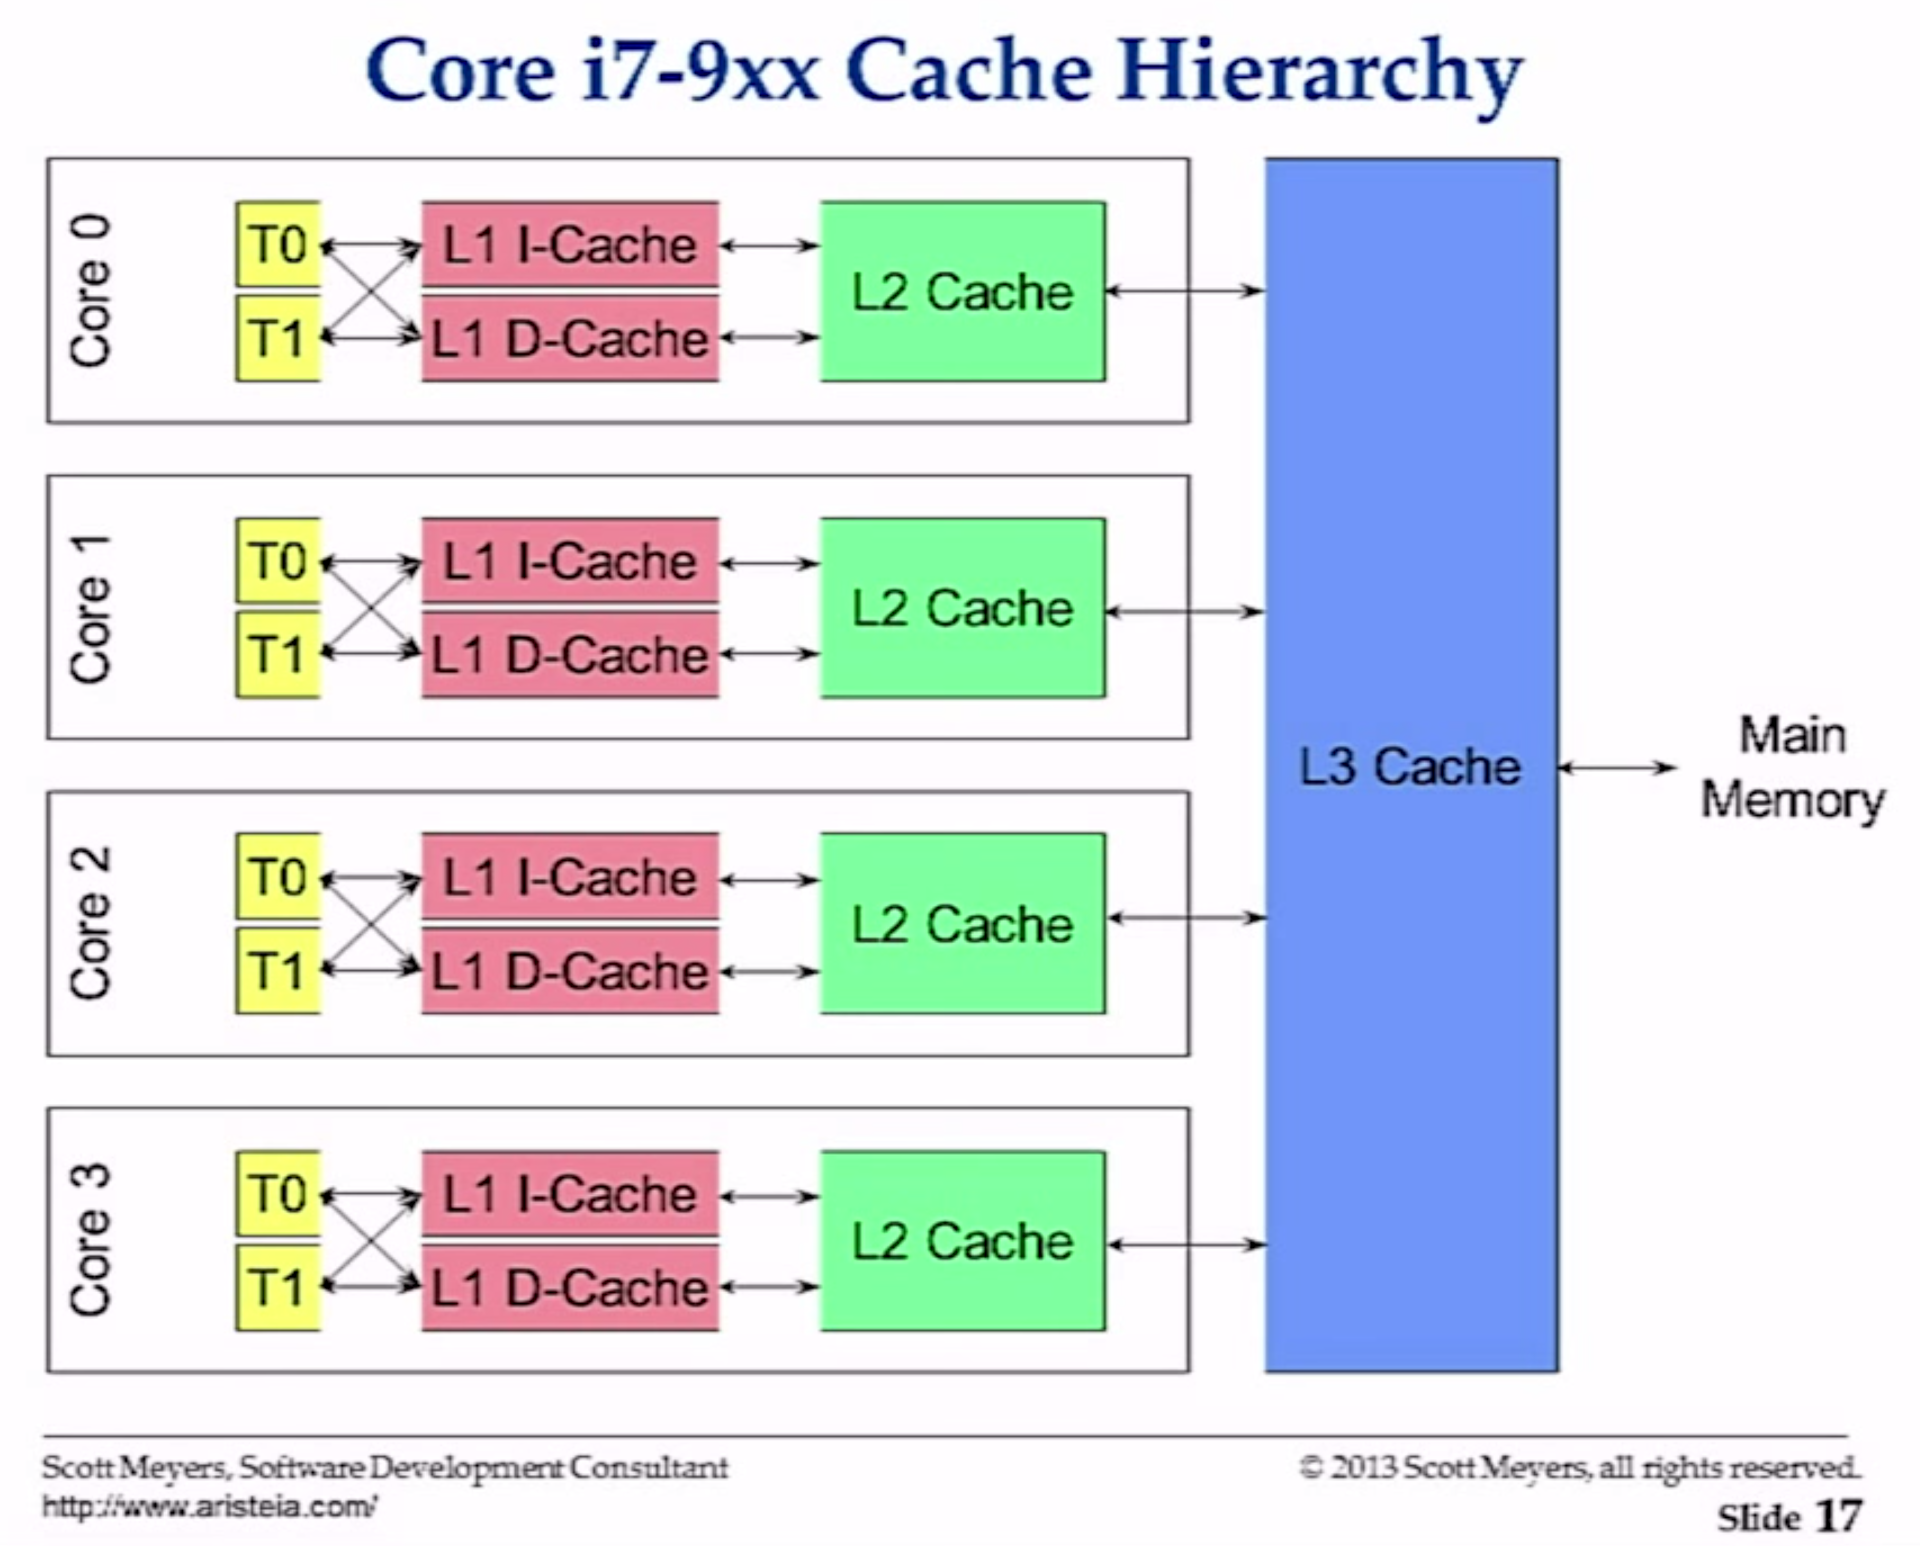 Core i7-9xx Cache Hierarchy
Core 0
T0
L1 I-Cache
T1
L1 D-Cache
L2 Cache
Core 1
T0
L1 I-Cache
T1
L1 D-Cache
L2 Cache
Core 2
T0
L1 I-Cache
T1
L1 D-Cache
L2 Cache
Core 3
T0
L1 I-Cache
T1
L1 D-Cache
L2 Cache
L3 Cache
Main
Memory
Scott Meyers, Software Development Consultant
http://www.aristeia.com/
© 2013 Scott Meyers, all rights reserved.
Slide 17